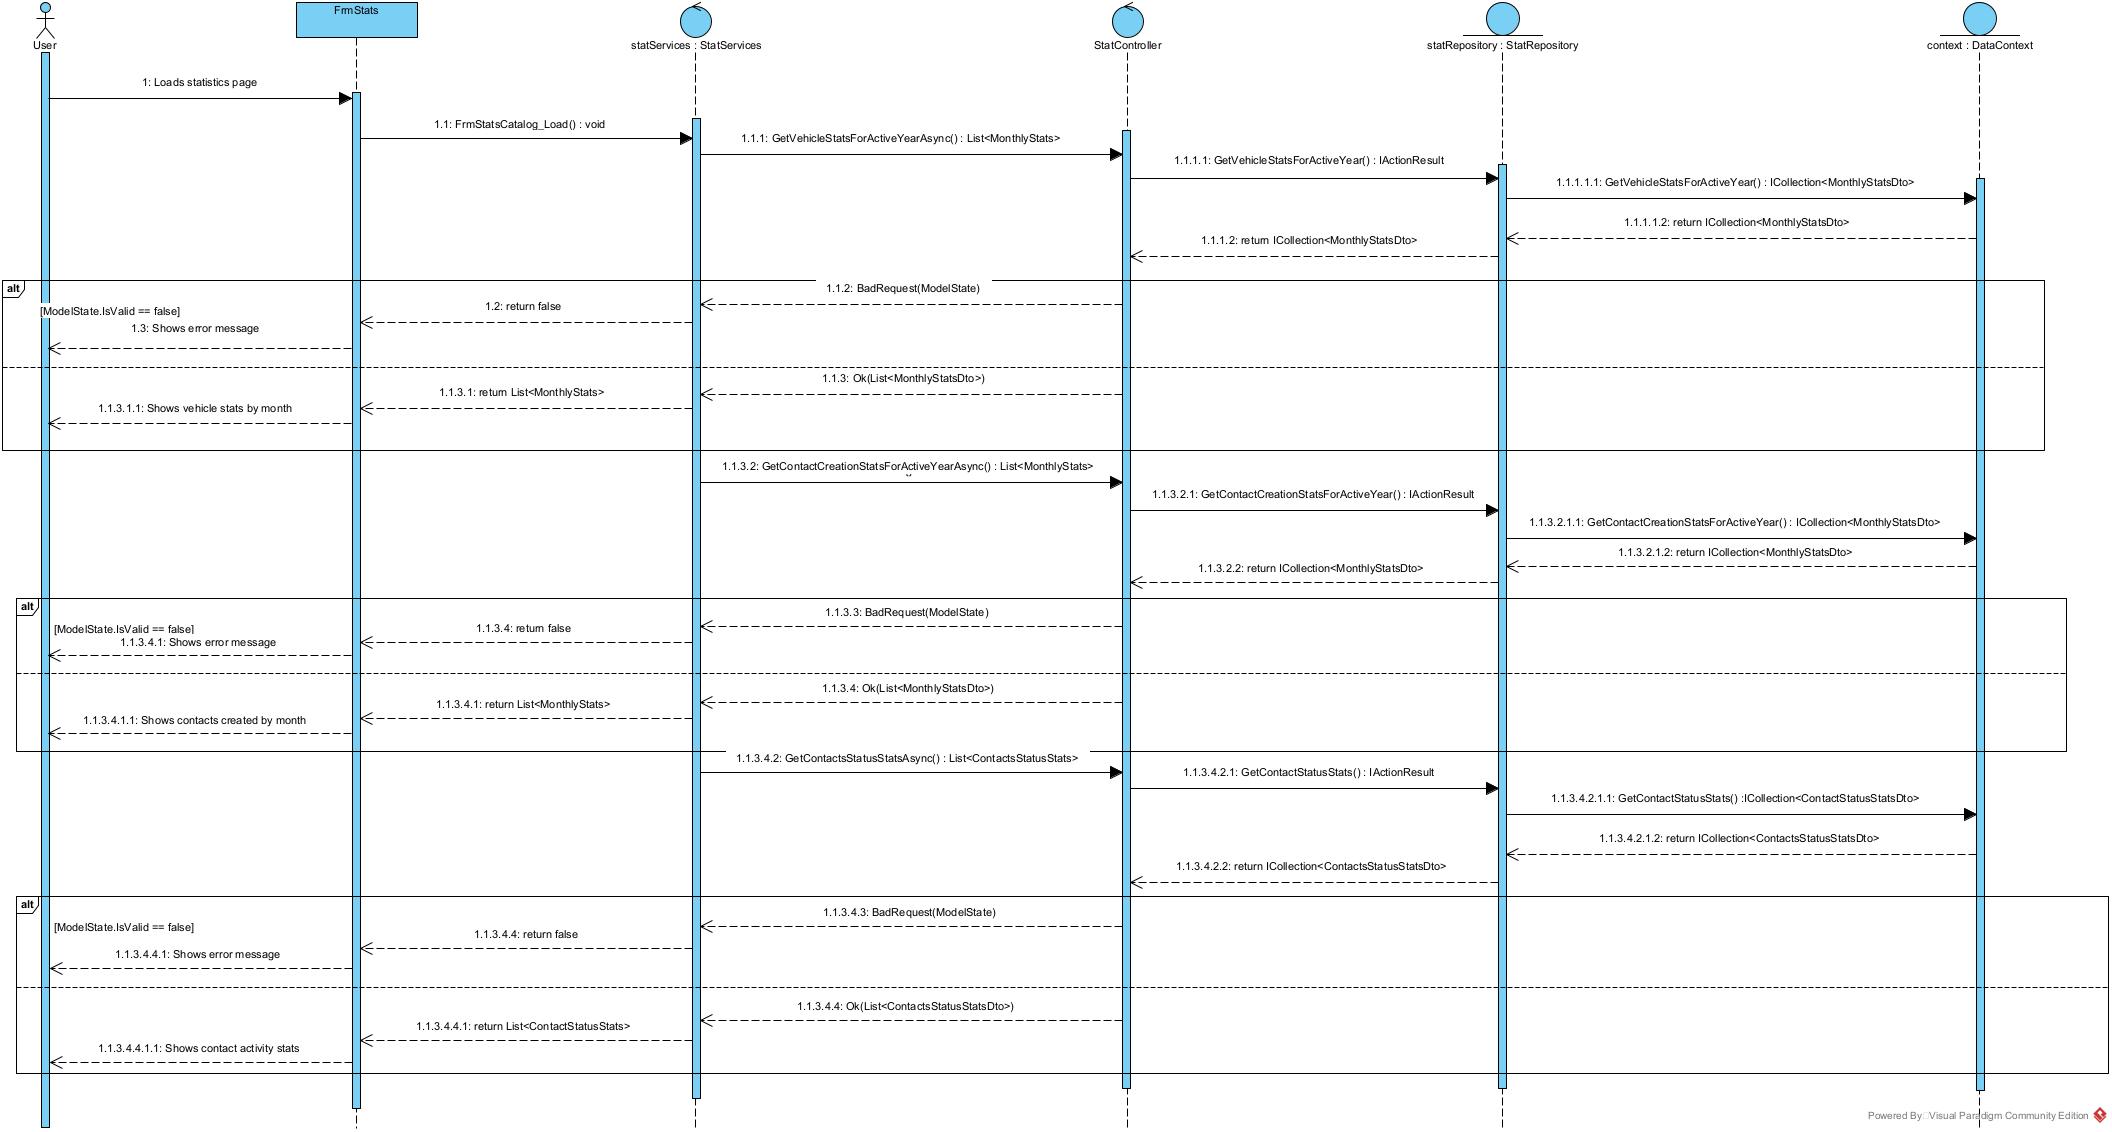 FrmStats
User
statServices : StatServices
StatController
statRepository : StatRepository
context : DataContext
1: Loads statistics page
1.1: FrmStatsCatalog_Load() : void
1.1.1: GetVehicleStatsForActiveYearAsync() : List<MonthlyStats>
1.1.1.1: GetVehicleStatsForActiveYear() : IActionResult
1.1.1.1.1: GetVehicleStatsForActiveYear() : ICollection<MonthlyStatsDto>
1.1.1.1.2: return ICollection<MonthlyStatsDto>
1.1.1.2: return ICollection<MonthlyStatsDto>
alt
1.1.2: BadRequest(ModelState)
1.2: return false
[ModelState.IsValid == false]
1.3: Shows error message
1.1.3: Ok(List<MonthlyStatsDto>)
1.1.3.1: return List<MonthlyStats>
1.1.3.1.1: Shows vehicle stats by month
1.1.3.2: GetContactCreationStatsForActiveYearAsync() : List<MonthlyStats>
1.1.3.2.1: GetContactCreationStatsForActiveYear() : IActionResult
1.1.3.2.1.1: GetContactCreationStatsForActiveYear() : ICollection<MonthlyStatsDto>
1.1.3.2.1.2: return ICollection<MonthlyStatsDto>
1.1.3.2.2: return ICollection<MonthlyStatsDto>
alt
1.1.3.3: BadRequest(ModelState)
1.1.3.4: return false
[ModelState.IsValid == false]
1.1.3.4.1: Shows error message
1.1.3.4: Ok(List<MonthlyStatsDto>)
1.1.3.4.1: return List<MonthlyStats>
1.1.3.4.1.1: Shows contacts created by month
1.1.3.4.2: GetContactsStatusStatsAsync() : List<ContactsStatusStats>
1.1.3.4.2.1: GetContactStatusStats() : IActionResult
1.1.3.4.2.1.1: GetContactStatusStats() :ICollection<ContactStatusStatsDto>
1.1.3.4.2.1.2: return ICollection<ContactsStatusStatsDto>
1.1.3.4.2.2: return ICollection<ContactsStatusStatsDto>
alt
1.1.3.4.3: BadRequest(ModelState)
[ModelState.IsValid == false]
1.1.3.4.4: return false
1.1.3.4.4.1: Shows error message
1.1.3.4.4: Ok(List<ContactsStatusStatsDto>)
1.1.3.4.4.1: return List<ContactStatusStats>
1.1.3.4.4.1.1: Shows contact activity stats
Powered By Visual Paradigm Community Edition